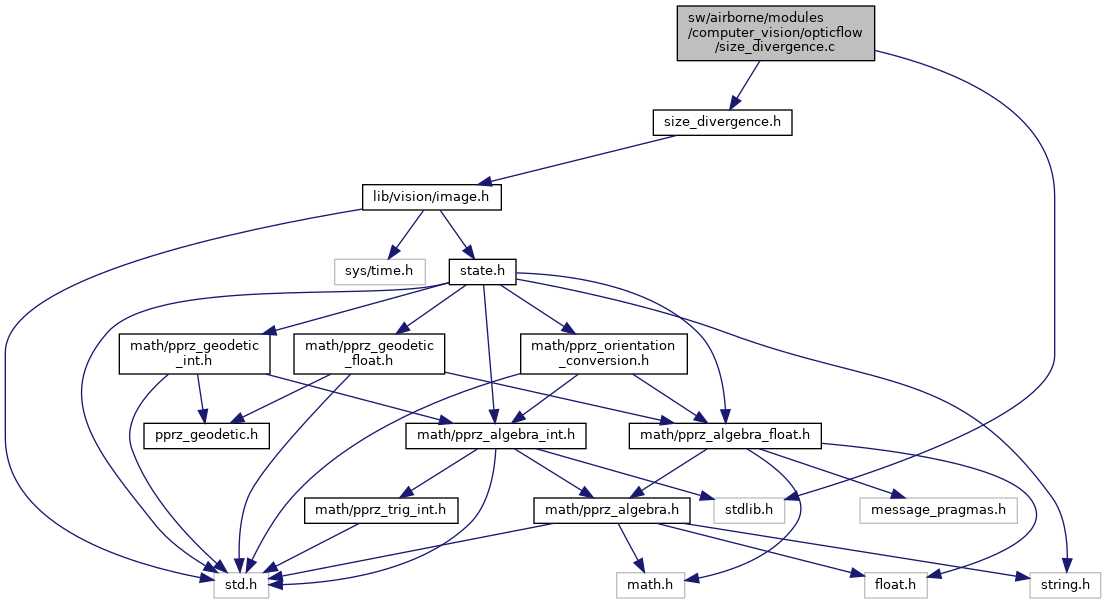 sw/airborne/modules
/computer_vision/opticflow
/size_divergence.c
size_divergence.h
lib/vision/image.h
sys/time.h
state.h
math/pprz_geodetic
_int.h
math/pprz_geodetic
_float.h
math/pprz_orientation
_conversion.h
pprz_geodetic.h
math/pprz_algebra_int.h
math/pprz_algebra_float.h
math/pprz_trig_int.h
math/pprz_algebra.h
stdlib.h
message_pragmas.h
std.h
math.h
float.h
string.h